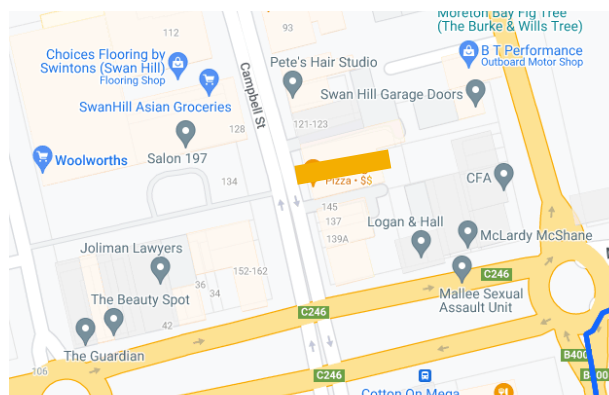 Moreton Bay Fig Tree
(The Burke & Wills Tree)
112
93
Choices Flooring by
Swintons (Swan Hill)
Flooring Shop
Pete's Hair Studio
B T Performance
Outboard Motor Shop
SwanHill Asian Groceries
Campbell St
Swan Hill Garage Doors
128
121-123
Woolworths
Salon 197
134
Pizza • $$
CFA
145
137
139A
Logan & Hall
McLardy McShane
Joliman Lawyers
152-162
36
34
C246
Mallee Sexual
Assault Unit
The Beauty Spot
C246
42
The Guardian
106
C246
B400
B400
Cotton On Mega